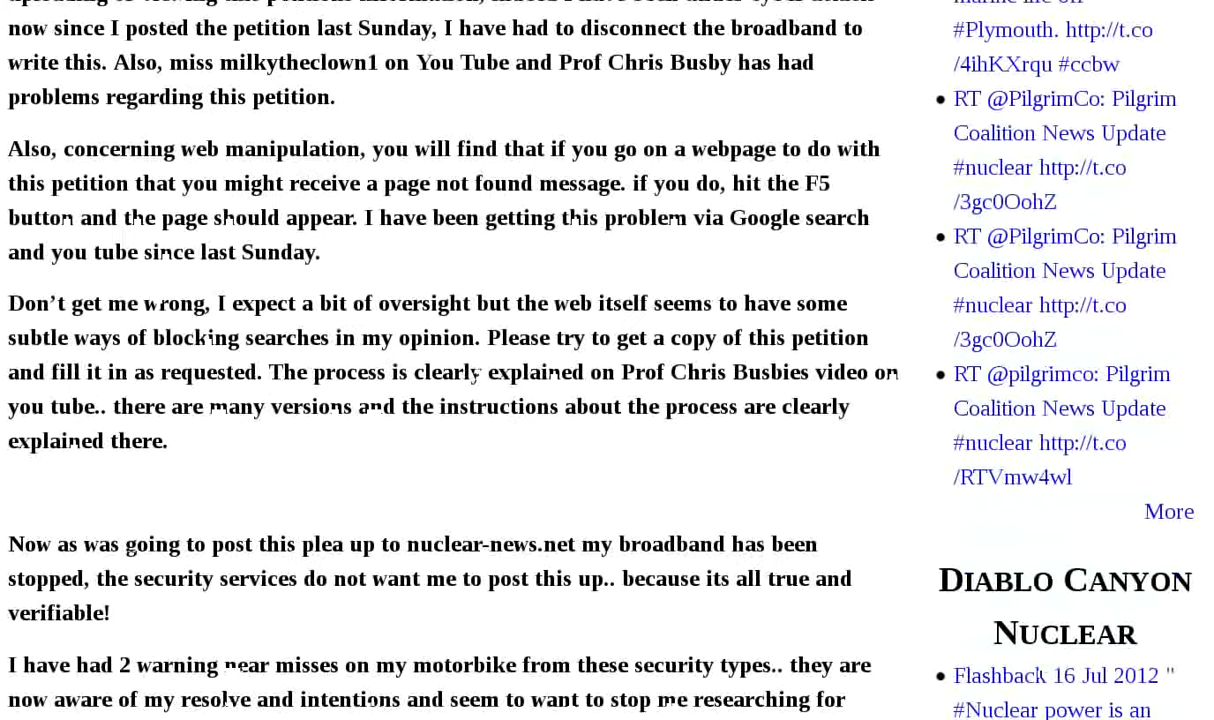 now since I posted the petition last Sunday, I have had to disconnect the broadband to
write this. Also, miss milkytheclown1 on You Tube and Prof Chris Busby has had
problems regarding this petition.
Also, concerning web manipulation, you will find that if you go on a webpage to do with
this petition that you might receive a page not found message. if you do, hit the F5
button and the page should appear. I have been getting this problem via Google search
and you tube since last Sunday.
Don’t get me wrong, I expect a bit of oversight but the web itself seems to have some
subtle ways of blocking searches in my opinion. Please try to get a copy of this petition
and fill it in as requested. The process is clearly explained on Prof Chris Busbies video on
you tube.. there are many versions and the instructions about the process are clearly
explained there.
Now as was going to post this plea up to nuclear-news.net my broadband has been
stopped, the security services do not want me to post this up.. because its all true and
verifiable!
I have had 2 warning near misses on my motorbike from these security types.. they are
now aware of my resolve and intentions and seem to want to stop me researching for
#Plymouth. http://t.co
/4ihKXrqu #ccbw
RT @PilgrimCo: Pilgrim
Coalition News Update
#nuclear http://t.co
/3gc0OohZ
RT @PilgrimCo: Pilgrim
Coalition News Update
#nuclear http://t.co
/3gc0OohZ
RT @pilgrimco: Pilgrim
Coalition News Update
#nuclear http://t.co
/RTVmw4wl
More
DIABLO CANYON
NUCLEAR
Flashback 16 Jul 2012 "
#Nuclear power is an